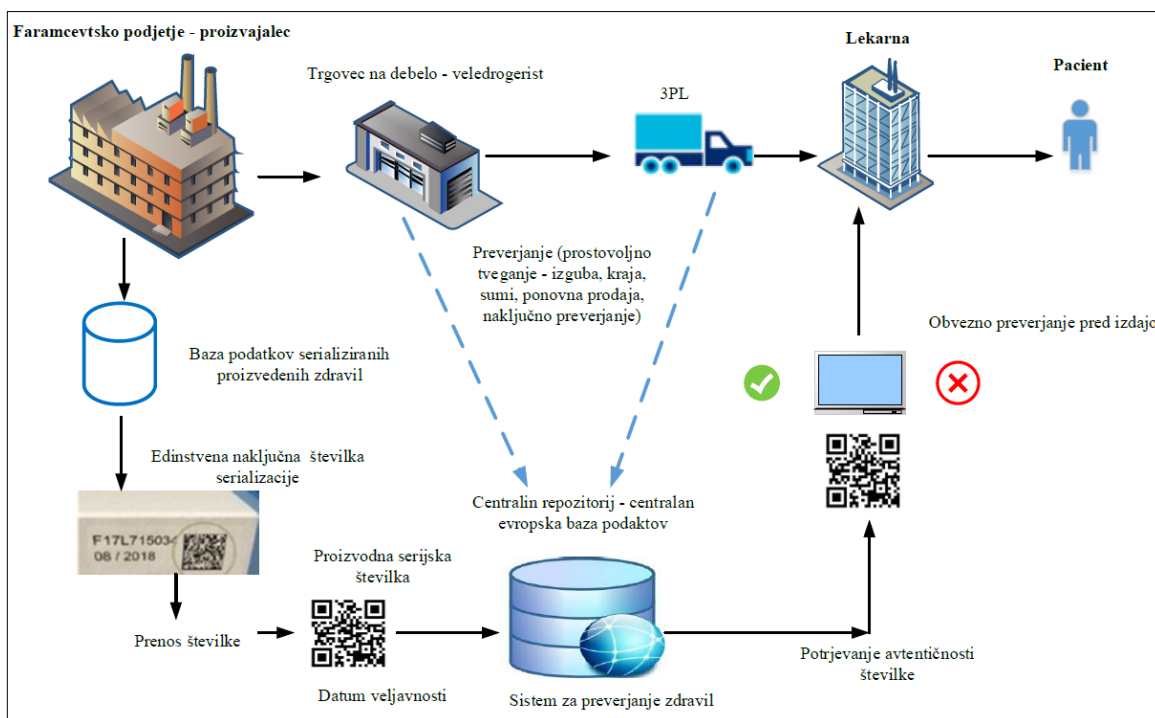 Faramcevtsko podjetje - proizvajalec
Trgovec na debelo - veledrogerist
3PL
Lekarna
Pacient
Preverjanje (prostovoljno
tveganje - izguba, kraja,
sumi, ponovna prodaja,
naključno preverjanje)
Baza podatkov serializiranih
proizvedenih zdravil
Obvezno preverjanje pred izdajo
Edinstvena naključna številka
serializacije
F17L715034
08 / 2018
Centralin repozitorij - centralan
evropska baza podaktov
Proizvodna serijska
številka
Prenos številke
Datum veljavnosti
Sistem za preverjanje zdravil
Potrjevanje avtentičnosti
številke